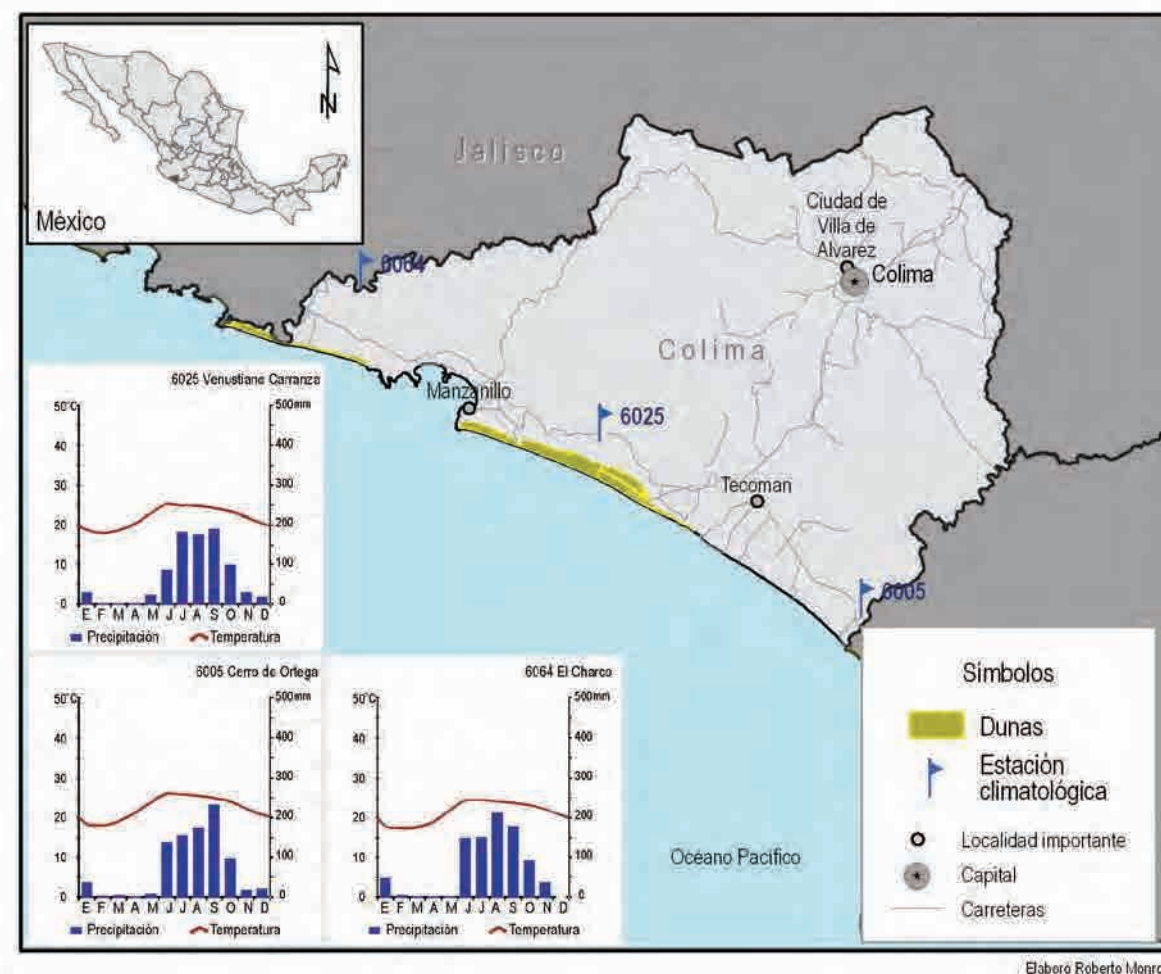 N
México
Jalisco
6064
Ciudad de
Villa de
Alvarez
Colima
Colima
Manzanillo
6025
Tecoman
6005
6025 Venustiano Carranza
50°C
40
30
20
10
0
500mm
400
300
200
100
0
E F M A M J J A S O N D
Precipitación
Temperatura
6005 Cerro de Ortega
50°C
40
30
20
10
0
500mm
400
300
200
100
0
E F M A M J J A S O N D
Precipitación
Temperatura
6064 El Charco
50°C
40
30
20
10
0
500mm
400
300
200
100
0
E F M A M J J A S O N D
Precipitación
Temperatura
Océano Pacífico
Símbolos
Dunas
Estación
climatológica
Localidad importante
Capital
Carreteras
Elaboró Roberto Monro